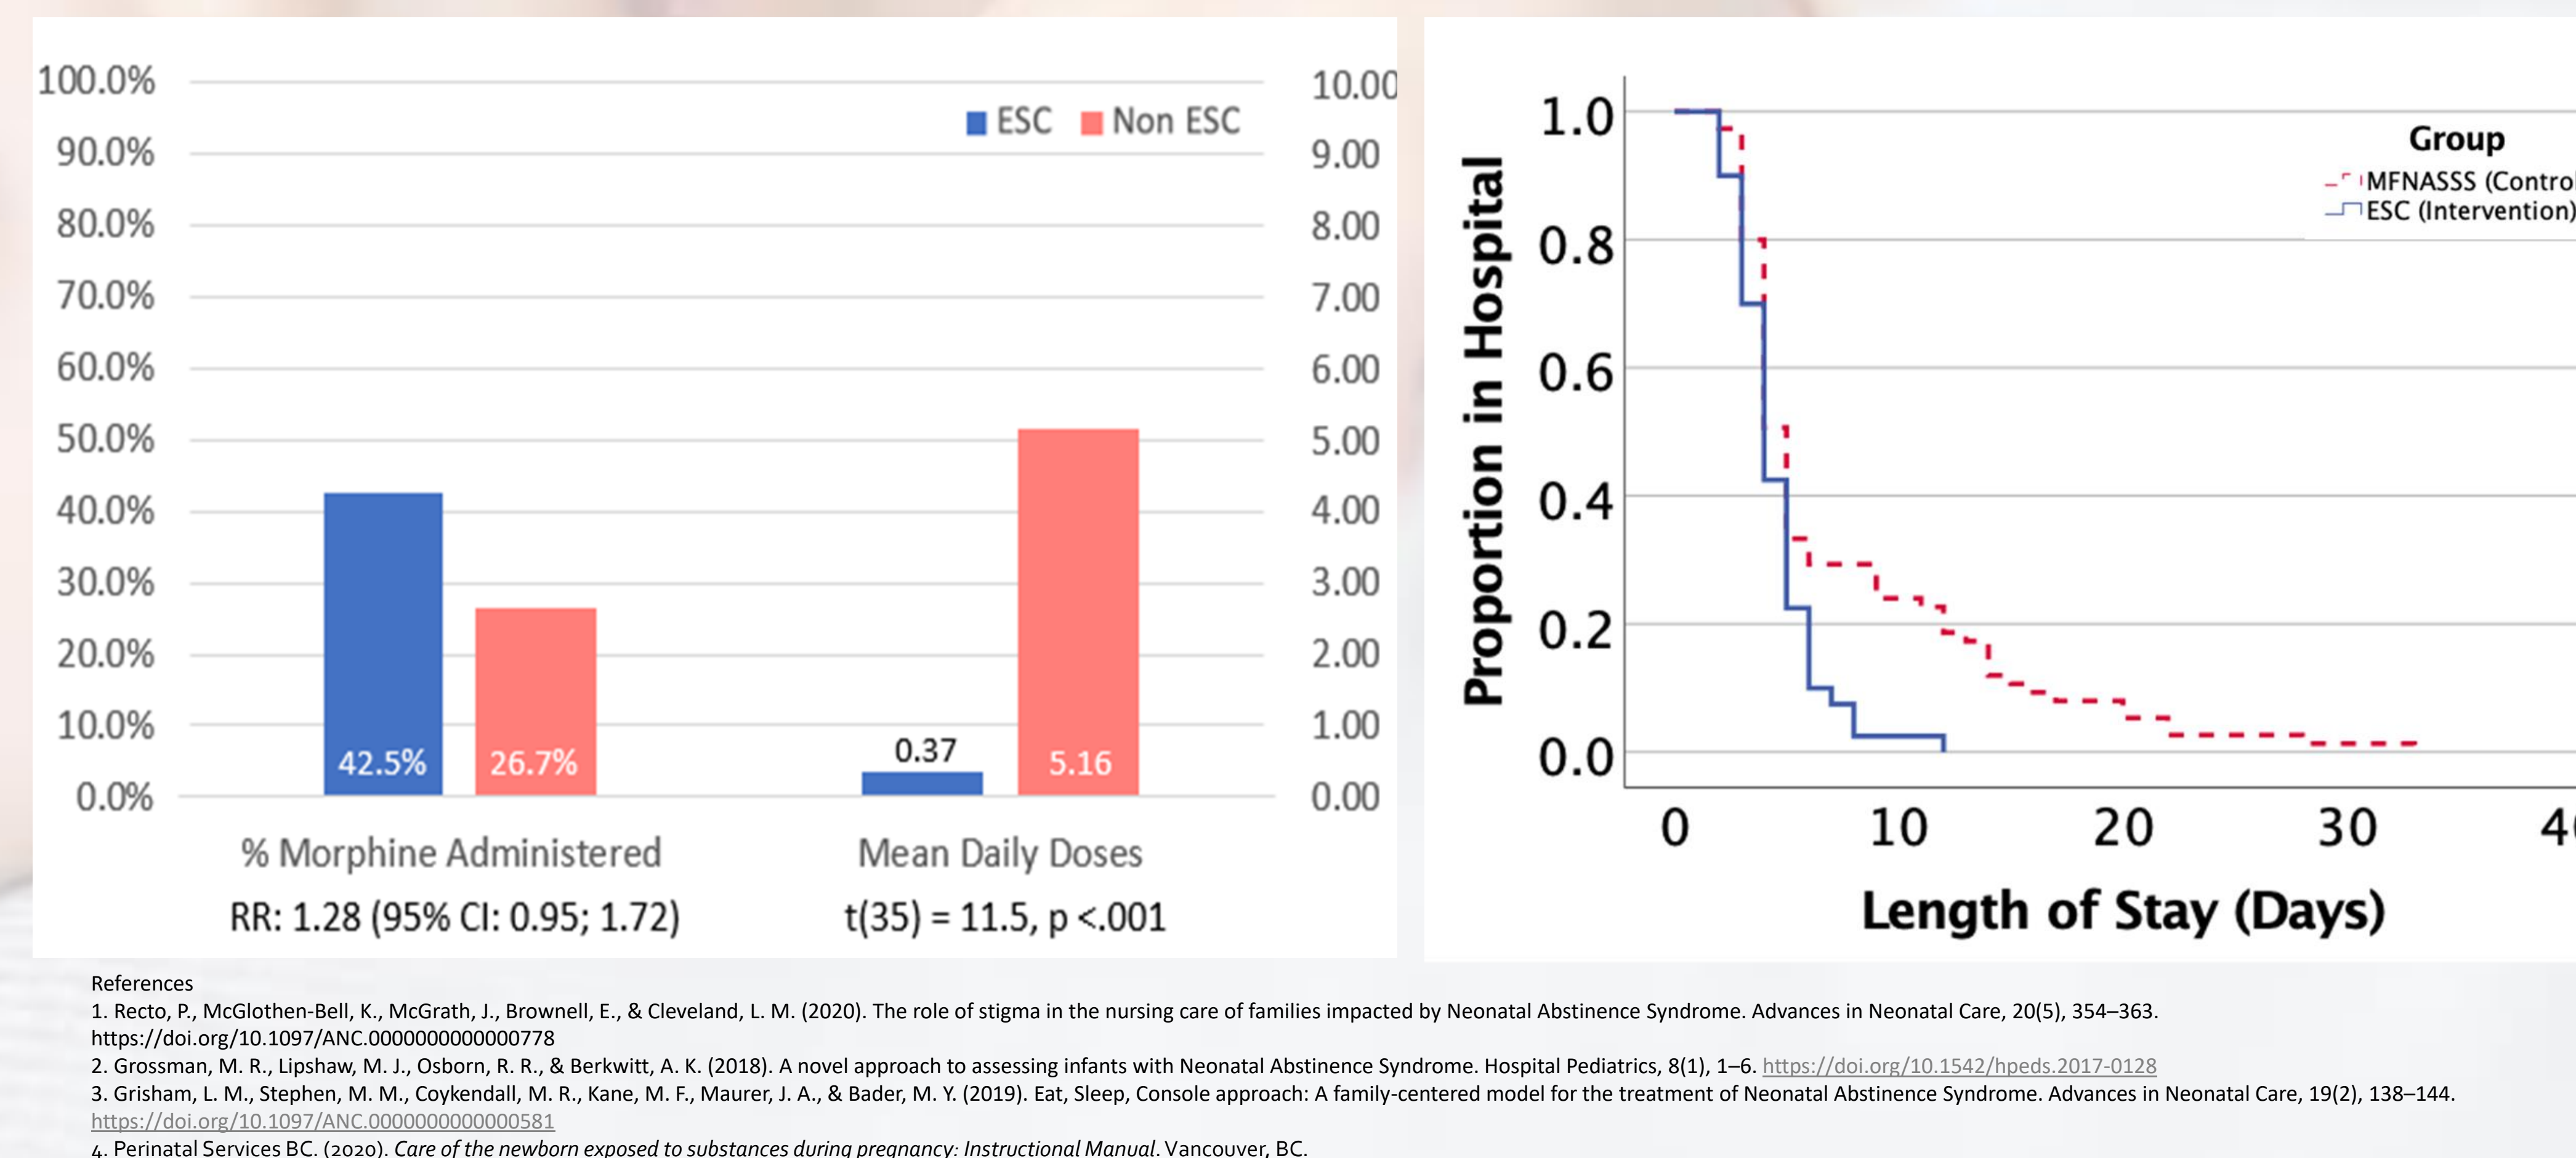 100.0%
90.0%
80.0%
70.0%
60.0%
50.0%
40.0%
30.0%
20.0%
10.0%
0.0%
ESC Non ESC
10.00
9.00
8.00
7.00
6.00
5.00
4.00
3.00
2.00
1.00
0.00
42.5% 26.7% 0.37 5.16
% Morphine Administered Mean Daily Doses
RR: 1.28 (95% CI: 0.95; 1.72) t(35) = 11.5, p <.001
Proportion in Hospital
1.0
0.8
0.6
0.4
0.2
0.0
Group
MFNASSS (Contro
ESC (Intervention)
0 10 20 30 4
Length of Stay (Days)
References
1. Recto, P., McGlothen-Bell, K., McGrath, J., Brownell, E., & Cleveland, L. M. (2020). The role of stigma in the nursing care of families impacted by Neonatal Abstinence Syndrome. Advances in Neonatal Care, 20(5), 354–363.
https://doi.org/10.1097/ANC.0000000000000778
2. Grossman, M. R., Lipshaw, M. J., Osborn, R. R., & Berkwitt, A. K. (2018). A novel approach to assessing infants with Neonatal Abstinence Syndrome. Hospital Pediatrics, 8(1), 1–6. https://doi.org/10.1542/hpeds.2017-0128
3. Grisham, L. M., Stephen, M. M., Coykendall, M. R., Kane, M. F., Maurer, J. A., & Bader, M. Y. (2019). Eat, Sleep, Console approach: A family-centered model for the treatment of Neonatal Abstinence Syndrome. Advances in Neonatal Care, 19(2), 138–144.
https://doi.org/10.1097/ANC.0000000000000581
4. Perinatal Services BC. (2020). Care of the newborn exposed to substances during pregnancy: Instructional Manual. Vancouver, BC.